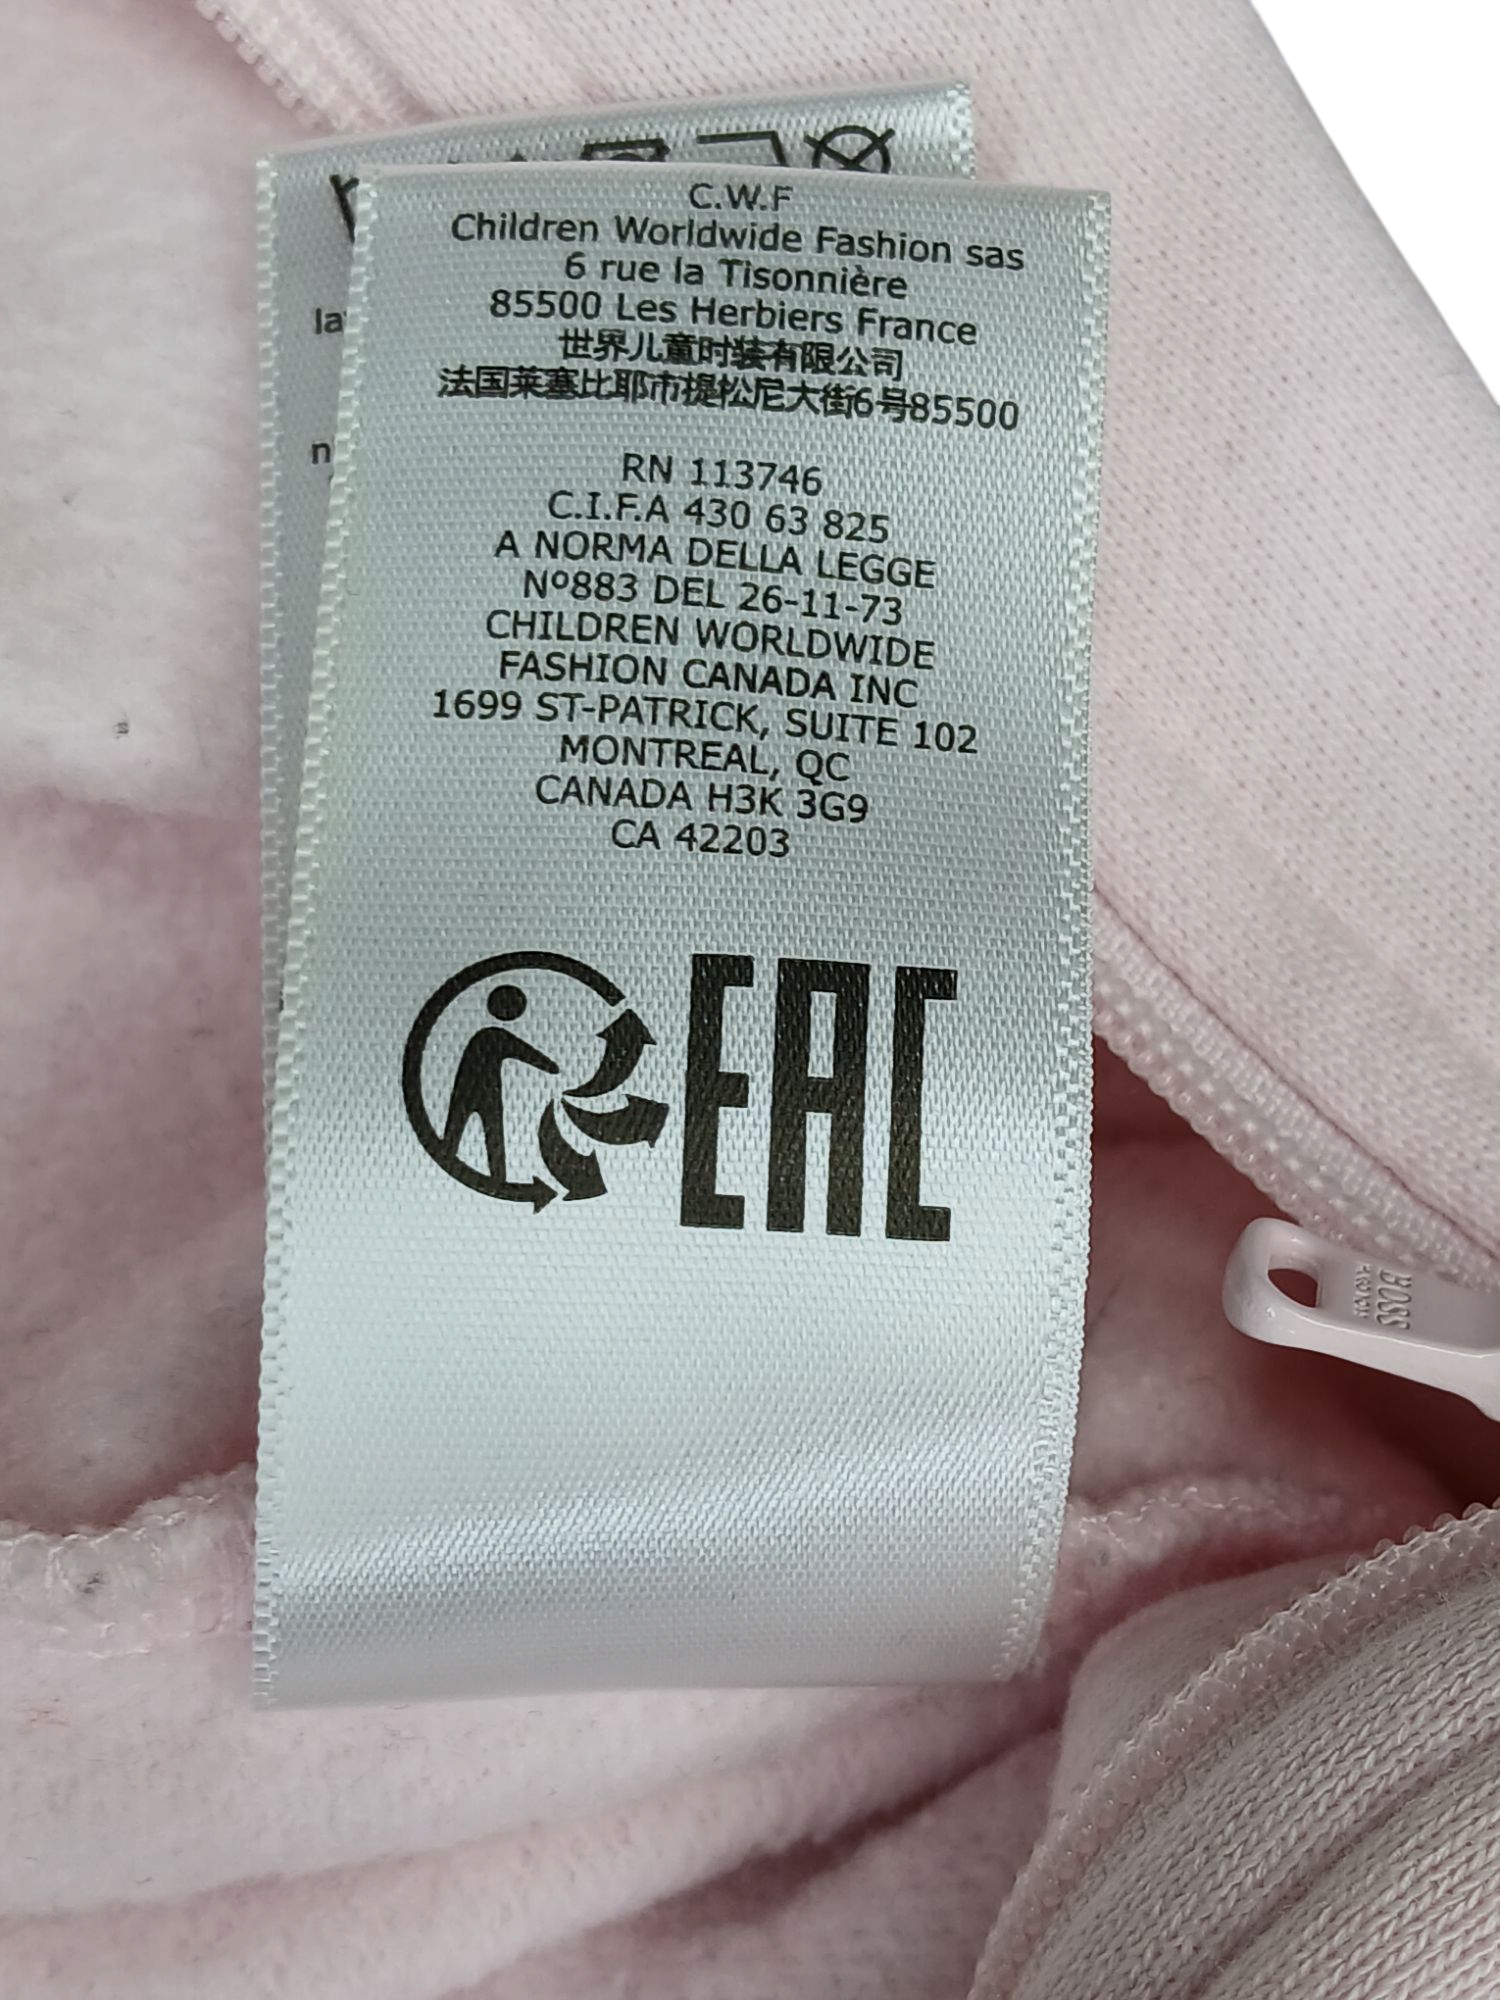 C.W.F
Children Worldwide Fashion sas
6 rue la Tisonnière
85500 Les Herbiers France
世界儿童时装有限公司
法国莱塞比耶市提松尼大街6号85500
RN 113746
C.I.F.A 430 63 825
A NORMA DELLA LEGGE
Nº883 DEL 26-11-73
CHILDREN WORLDWIDE
FASHION CANADA INC
1699 ST-PATRICK, SUITE 102
MONTREAL, QC
CANADA H3K 3G9
CA 42203
EAC
BOSS